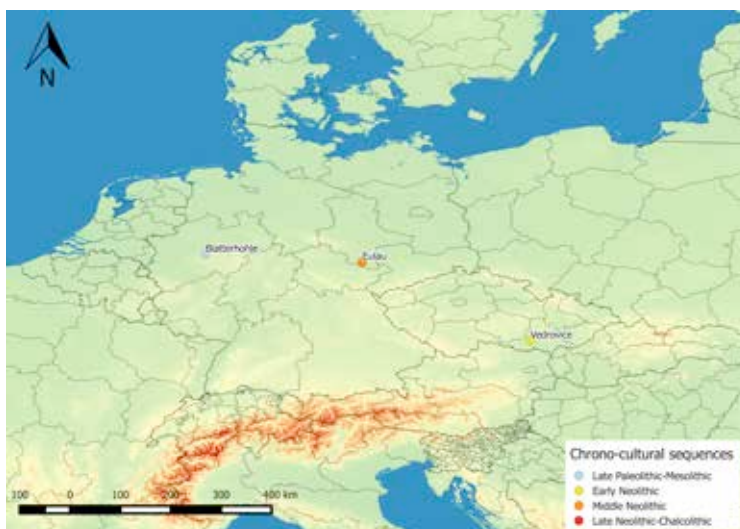 N
Blatterhohle
Eulau
Vedrovice
Chrono-cultural sequences
Late Paleolithic-Mesolithic
Early Neolithic
Middle Neolithic
Late Neolithic-Chalcolithic
100 0 100 200 300 400 km